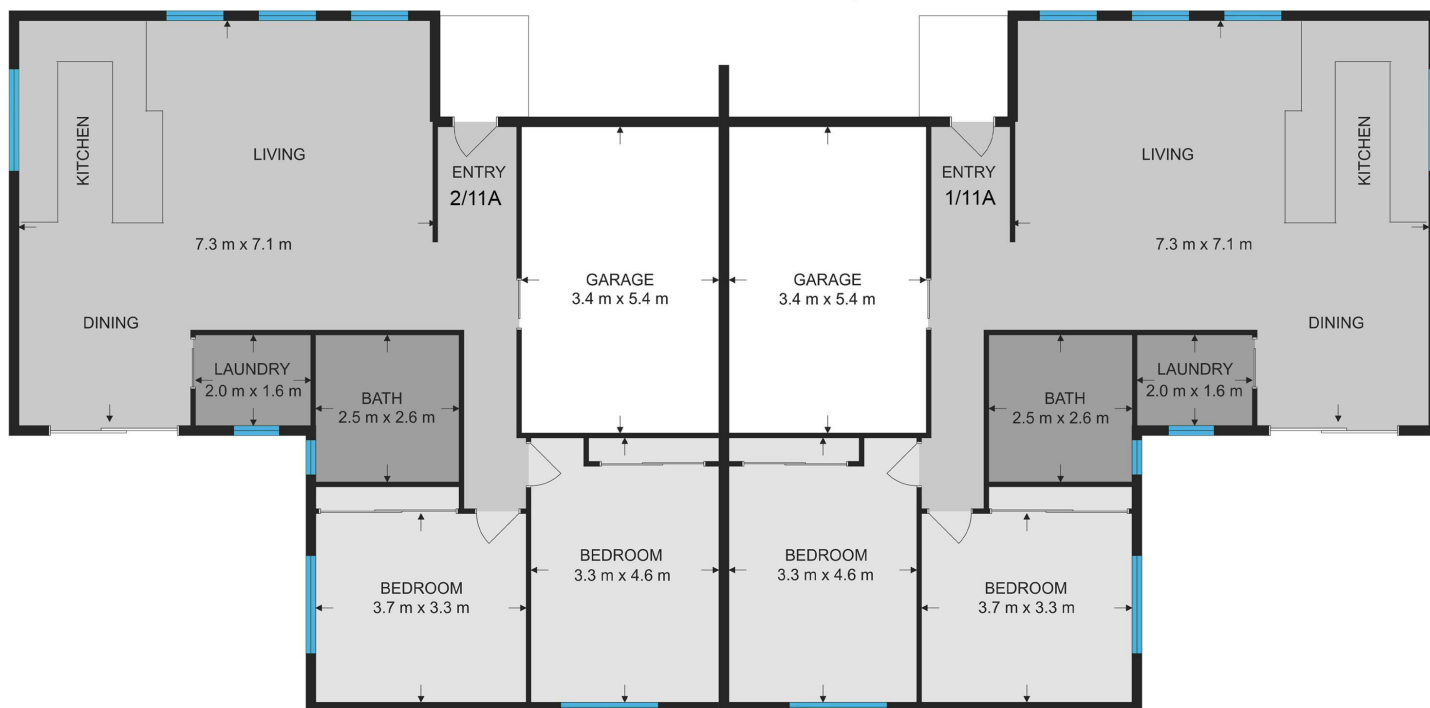 LIVING
KITCHEN
7.3 m x 7.1 m
DINING
ENTRY
2/11A
GARAGE
3.4 m x 5.4 m
LAUNDRY
2.0 m x 1.6 m
BATH
2.5 m x 2.6 m
BEDROOM
3.7 m x 3.3 m
BEDROOM
3.3 m x 4.6 m
ENTRY
1/11A
GARAGE
3.4 m x 5.4 m
LIVING
KITCHEN
7.3 m x 7.1 m
DINING
LAUNDRY
2.0 m x 1.6 m
BATH
2.5 m x 2.6 m
BEDROOM
3.3 m x 4.6 m
BEDROOM
3.7 m x 3.3 m